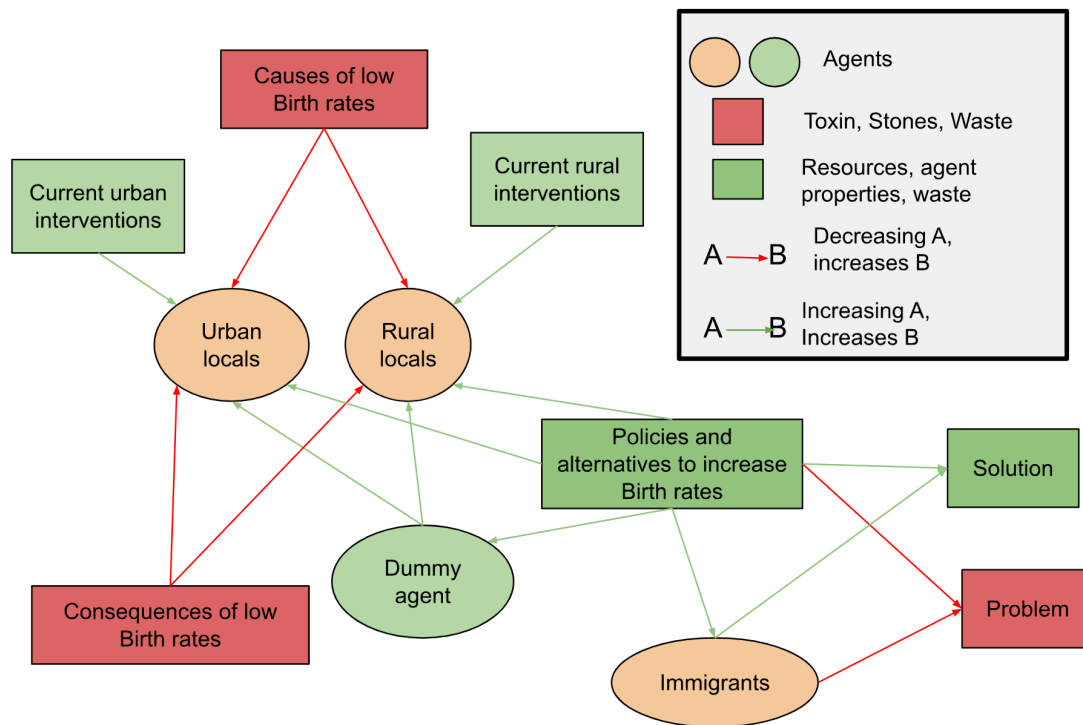 Causes of low
Birth rates
Current urban
interventions
Current rural
interventions
Urban
locals
Rural
locals
Policies and
alternatives to increase
Birth rates
Solution
Dummy
agent
Consequences of low
Birth rates
Problem
Immigrants
Agents
Toxin, Stones, Waste
Resources, agent
properties, waste
A B Decreasing A,
increases B
A B Increasing A,
Increases B